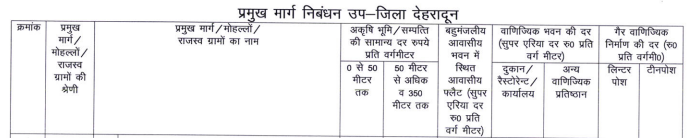 प्रमुख मार्ग निबंधन उप–जिला देहरादून
क्रमांक
प्रमुख
मार्ग/
मोहल्लों/
राजस्व
ग्रामों की
श्रेणी
प्रमुख मार्ग/मोहल्लों/
राजस्व ग्रामों का नाम
अकृषि भूमि/सम्पत्ति
की सामान्य दर रुपये
प्रति वर्गमीटर
0 से 50
मीटर
तक
50 मीटर
से अधिक
व 350
मीटर तक
बहुमंजलीय
आवासीय
भवन में
स्थित
आवासीय
फ्लैट (सुपर
एरिया दर
रु0 प्रति
वर्ग मीटर)
वाणिज्यिक भवन की दर
(सुपर एरिया दर रु0 प्रति
वर्ग मीटर)
दुकान/
रैस्टोरेन्ट/
कार्यालय
अन्य
वाणिज्यिक
प्रतिष्ठान
गैर वाणिज्यिक
निर्माण की दर (रु0
प्रति वर्गमी0)
लिन्टर
पोश
टीनपोश